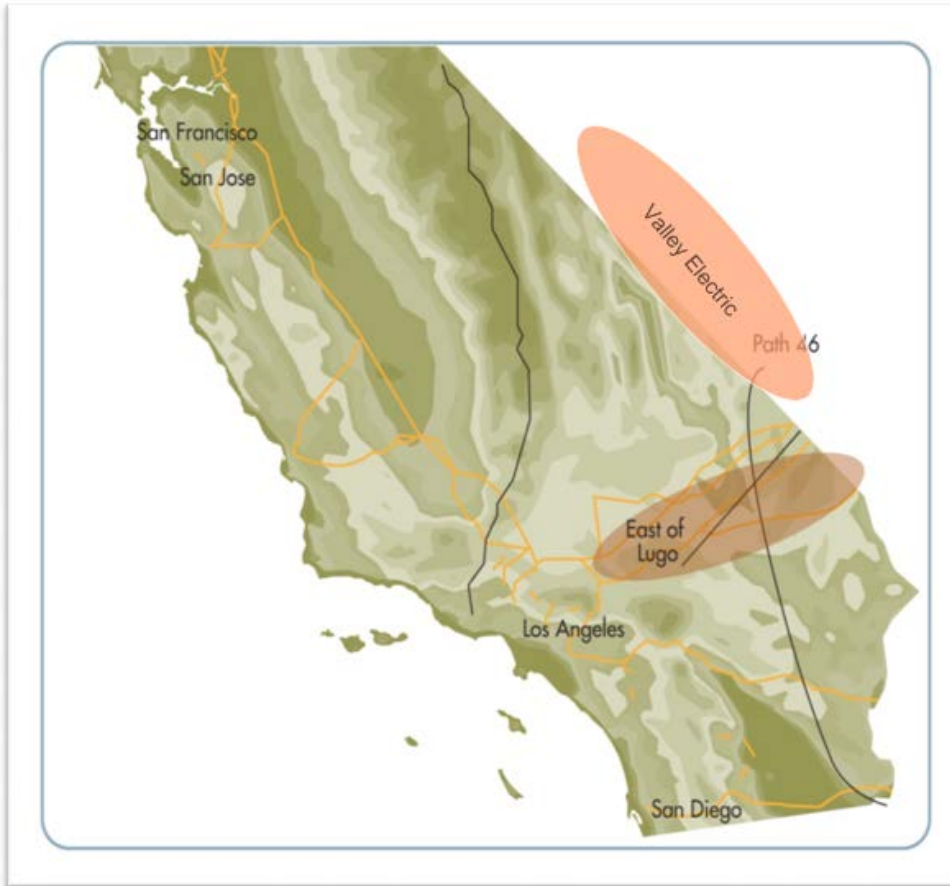 San Francisco
San Jose
Valley Electric
Path 46
East of
Lugo
Los Angeles
San Diego